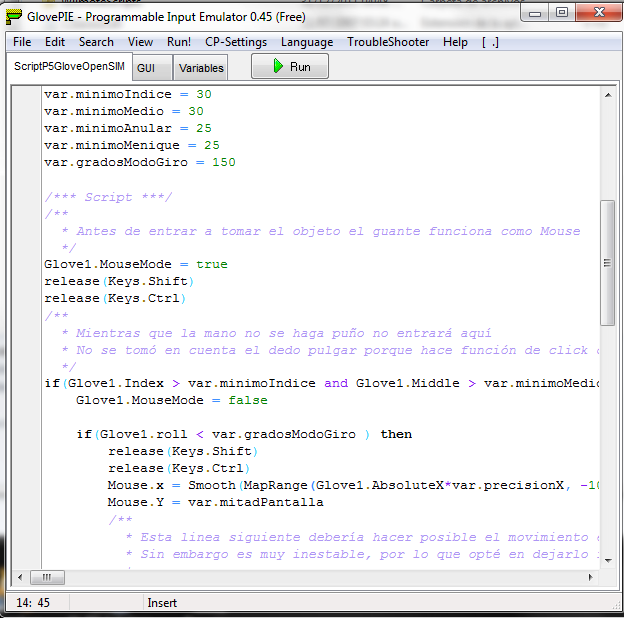 GlovePIE - Programmable Input Emulator 0.45 (Free)
File Edit Search View Run! CP-Settings Language TroubleShooter Help [ .]
ScriptP5GloveOpenSIM GUI Variables Run
var.minimoIndice = 30
var.minimoMedio = 30
var.minimoAnular = 25
var.minimoMenique = 25
var.gradosModoGiro = 150
/*** Script ***/
/**
* Antes de entrar a tomar el objeto el guante funciona como Mouse
*/
Glove1.MouseMode = true
release(Keys.Shift)
release(Keys.Ctrl)
/**
* Mientras que la mano no se haga puño no entrará aquí
* No se tomó en cuenta el dedo pulgar porque hace función de click
*/
if(Glove1.Index > var.minimoIndice and Glove1.Middle > var.minimoMedio
Glove1.MouseMode = false
if(Glove1.roll < var.gradosModoGiro ) then
release(Keys.Shift)
release(Keys.Ctrl)
Mouse.x = Smooth(MapRange(Glove1.AbsoluteX*var.precisionX, -10
Mouse.Y = var.mitadPantalla
/**
* Esta linea siguiente debería hacer posible el movimiento
* Sin embargo es muy inestable, por lo que opté en dejarlo
14: 45 Insert